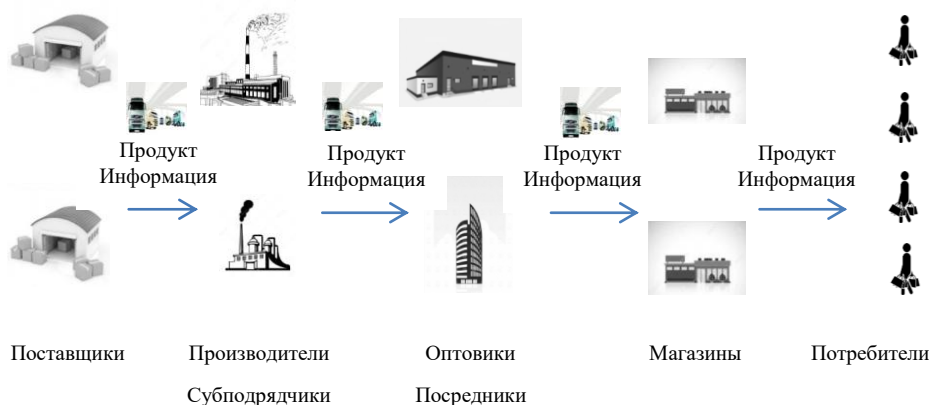 Продукт
Информация
Продукт
Информация
Продукт
Информация
Продукт
Информация
Поставщики
Производители
Субподрядчики
Оптовики
Посредники
Магазины
Потребители